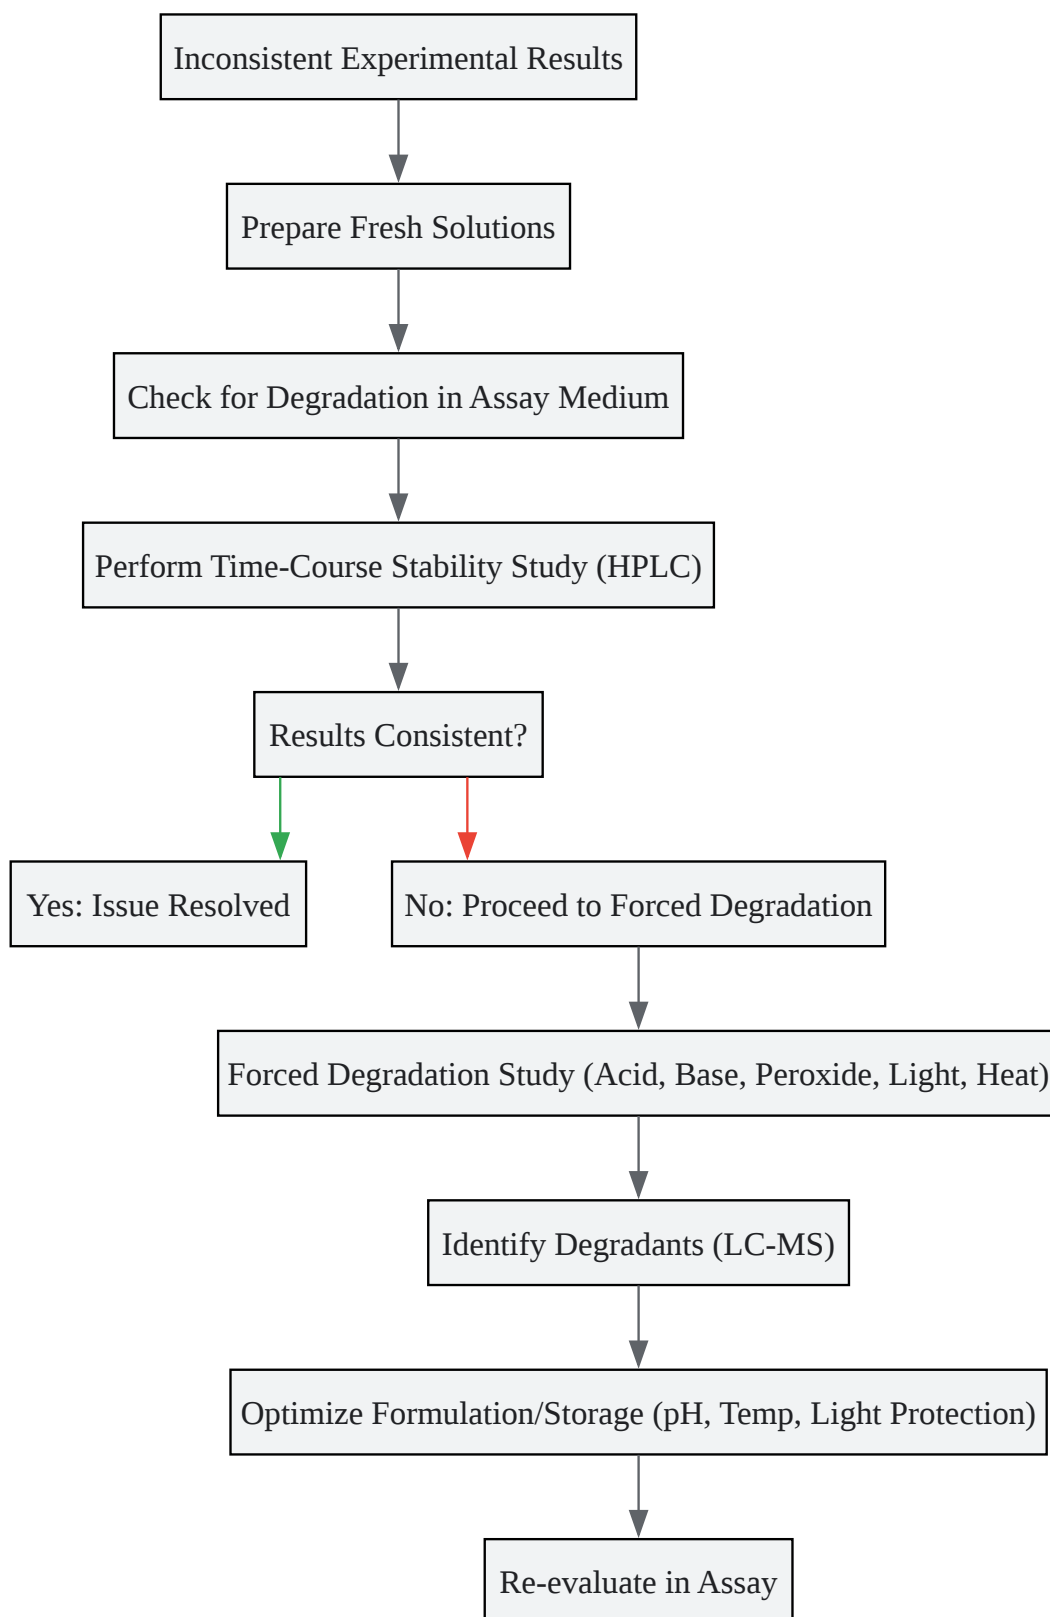 Inconsistent Experimental Results
Prepare Fresh Solutions
Check for Degradation in Assay Medium
Perform Time-Course Stability Study (HPLC)
Results Consistent?
Yes: Issue Resolved
No: Proceed to Forced Degradation
Forced Degradation Study (Acid, Base, Peroxide, Light, Heat)
Identify Degradants (LC-MS)
Optimize Formulation/Storage (pH, Temp, Light Protection)
Re-evaluate in Assay